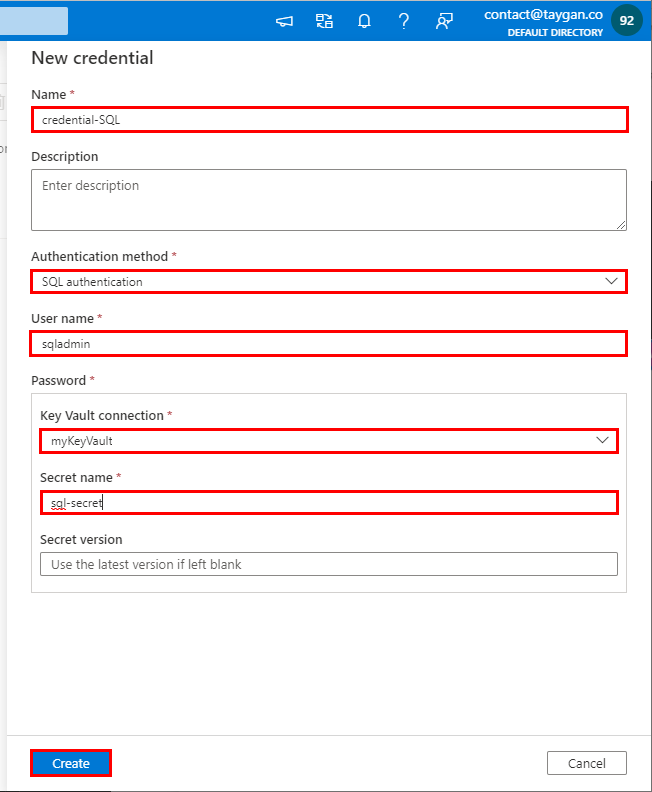 contact@taygan.co
DEFAULT DIRECTORY
92
New credential
Name *
credential-SQL
Description
Enter description
Authentication method *
SQL authentication
User name *
sqladmin
Password *
Key Vault connection *
myKeyVault
Secret name *
sql-secret
Secret version
Use the latest version if left blank
Create
Cancel